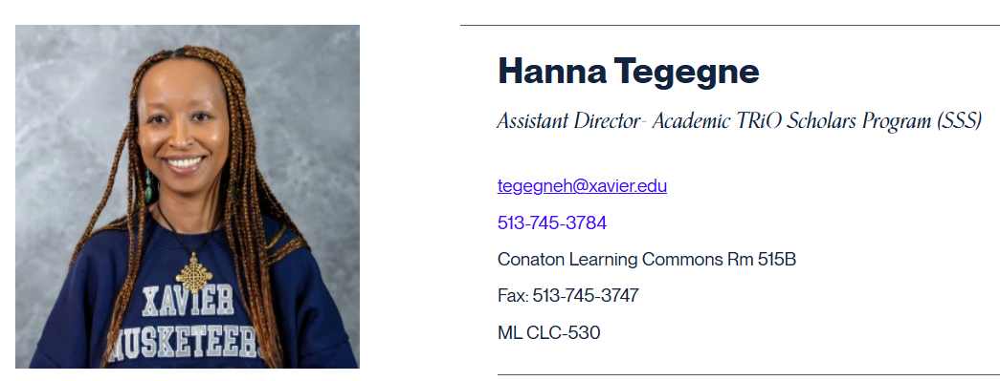 Hanna Tegegne
Assistant Director- Academic TRiO Scholars Program (SSS)
tegegneh@xavier.edu
513-745-3784
Conaton Learning Commons Rm 515B
Fax: 513-745-3747
ML CLC-530
XAVIER
MUSKETEERS